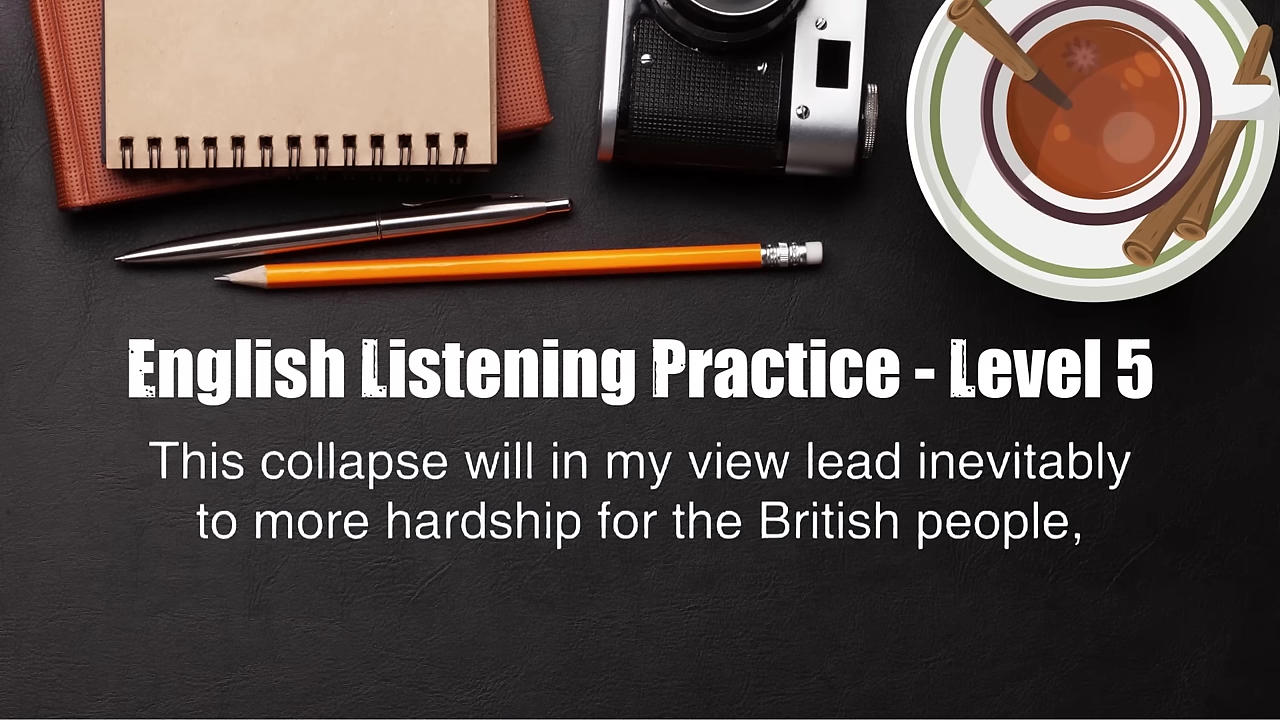 English Listening Practice - Level 5
This collapse will in my view lead inevitably
to more hardship for the British people,